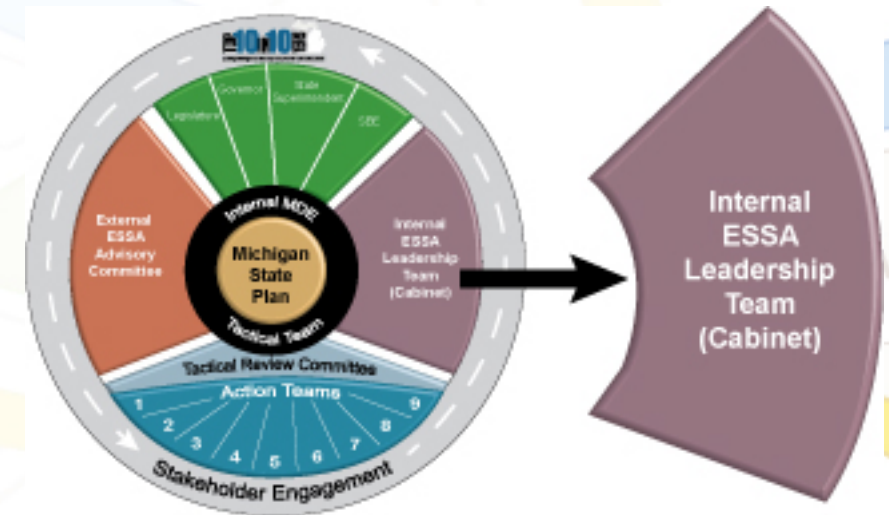 10 10
Legislature
Governor
State
Superintendent
SBE
External
ESSA
Advisory
Committee
Internal MDE
Michigan
State
Plan
Tactical Team
Internal
ESSA
Leadership
Team
(Cabinet)
Tactical Review Committee
Action Teams
1 2 3 4 5 6 7 8 9
Stakeholder Engagement
Internal
ESSA
Leadership
Team
(Cabinet)